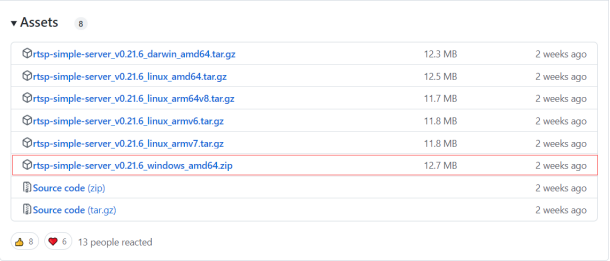 Assets 8
rtsp-simple-server_v0.21.6_darwin_amd64.tar.gz 12.3 MB 2 weeks ago
rtsp-simple-server_v0.21.6_linux_amd64.tar.gz 12.5 MB 2 weeks ago
rtsp-simple-server_v0.21.6_linux_arm64v8.tar.gz 11.7 MB 2 weeks ago
rtsp-simple-server_v0.21.6_linux_armv6.tar.gz 11.8 MB 2 weeks ago
rtsp-simple-server_v0.21.6_linux_armv7.tar.gz 11.8 MB 2 weeks ago
rtsp-simple-server_v0.21.6_windows_amd64.zip 12.7 MB 2 weeks ago
Source code (zip) 2 weeks ago
Source code (tar.gz) 2 weeks ago
8 6 13 people reacted